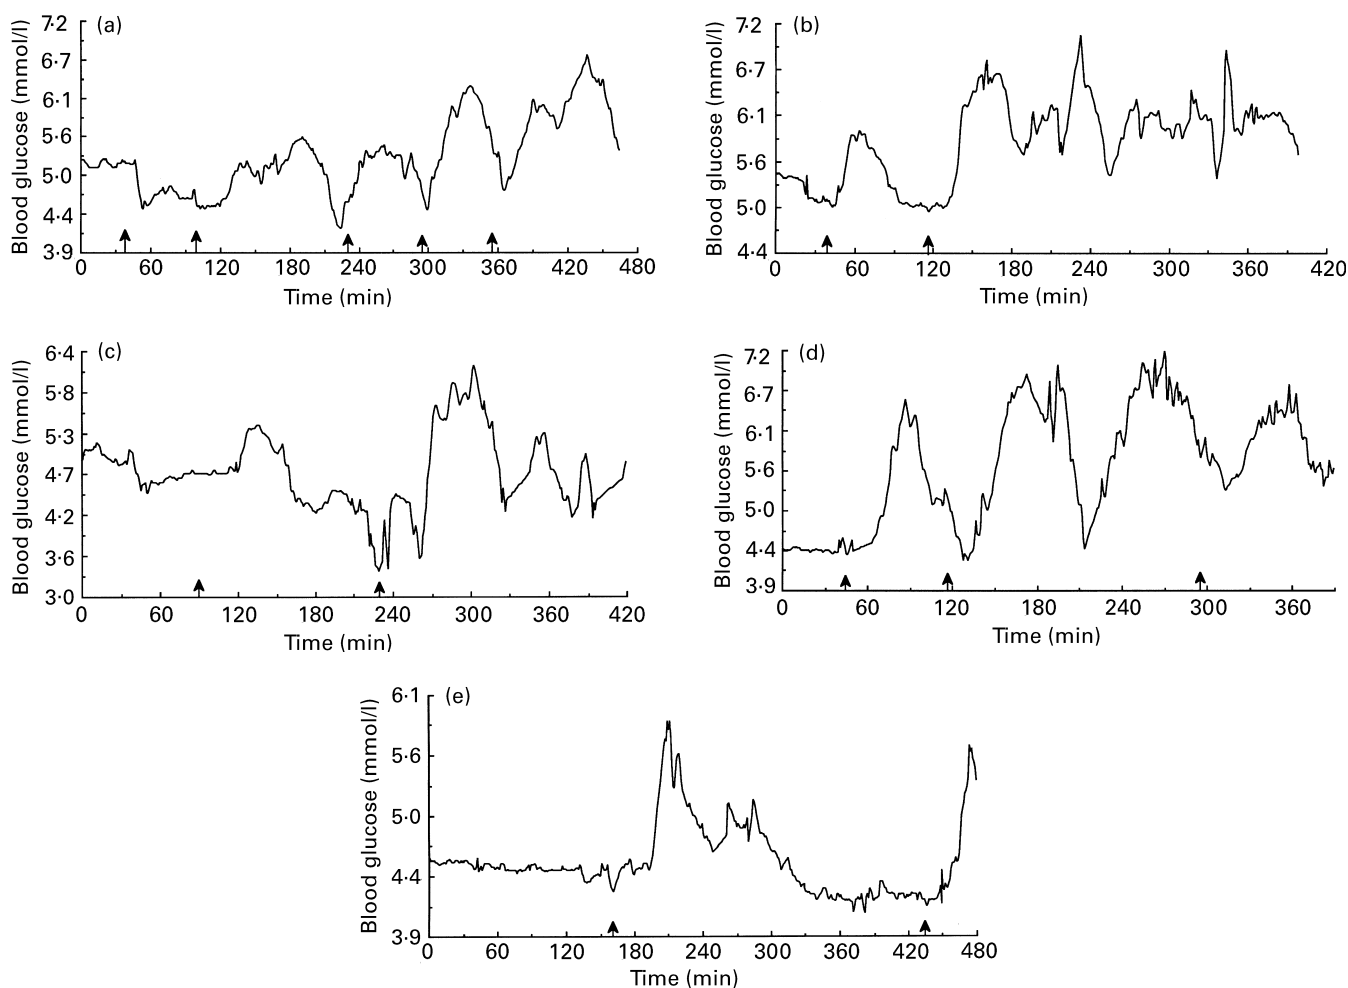 (a)
Blood glucose (mmol/l)
7·2
6·7
6·1
5·6
5·0
4·4
3·9
0 60 120 180 240 300 360 420 480
Time (min)
(b)
Blood glucose (mmol/l)
7·2
6·7
6·1
5·6
5·0
4·4
0 60 120 180 240 300 360 420
Time (min)
(c)
Blood glucose (mmol/l)
6·4
5·8
5·3
4·7
4·2
3·6
3·0
0 60 120 180 240 300 360 420
Time (min)
(d)
Blood glucose (mmol/l)
7·2
6·7
6·1
5·6
5·0
4·4
3·9
0 60 120 180 240 300 360
Time (min)
(e)
Blood glucose (mmol/l)
6·1
5·6
5·0
4·4
3·9
0 60 120 180 240 300 360 420 480
Time (min)